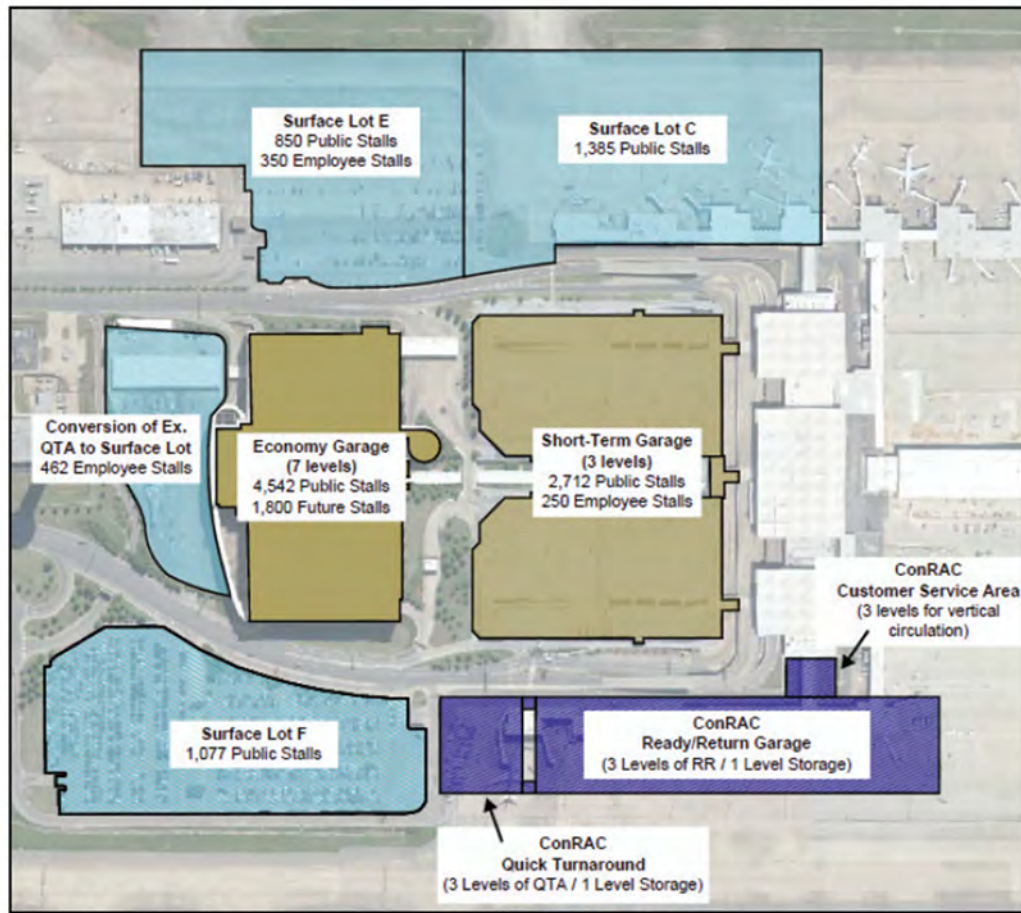 Surface Lot E
850 Public Stalls
350 Employee Stalls
Surface Lot C
1,385 Public Stalls
Conversion of Ex.
QTA to Surface Lot
462 Employee Stalls
Economy Garage
(7 levels)
4,542 Public Stalls
1,800 Future Stalls
Short-Term Garage
(3 levels)
2,712 Public Stalls
250 Employee Stalls
ConRAC
Customer Service Area
(3 levels for vertical
circulation)
Surface Lot F
1,077 Public Stalls
ConRAC
Ready/Return Garage
(3 Levels of RR / 1 Level Storage)
ConRAC
Quick Turnaround
(3 Levels of QTA / 1 Level Storage)